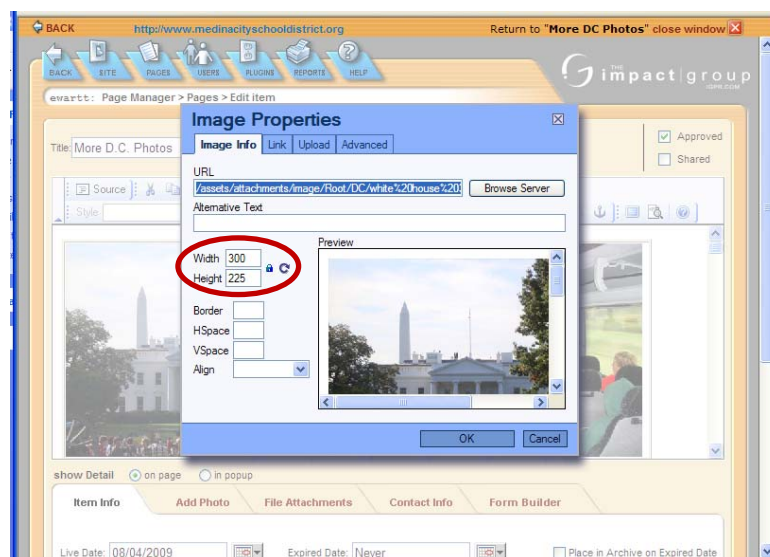 BACK http://www.medinacityschooldistrict.org Return to "More DC Photos" close window
BACK SITE PAGES USERS PLUGINS REPORTS HELP
THE impact|group
IGPR.COM
ewartt: Page Manager > Pages > Edit item
Image Properties
Image Info Link Upload Advanced
Title: More D.C. Photos
Approved
Shared
URL
/assets/attachments/image/Root/DC/white%20house%20 Browse Server
Source
Alternative Text
Style
Preview
Width 300
Height 225
Border
HSpace
VSpace
Align
OK Cancel
show Detail on page in popup
Item Info Add Photo File Attachments Contact Info Form Builder
Live Date: 08/04/2009 Expired Date: Never Place in Archive on Expired Date